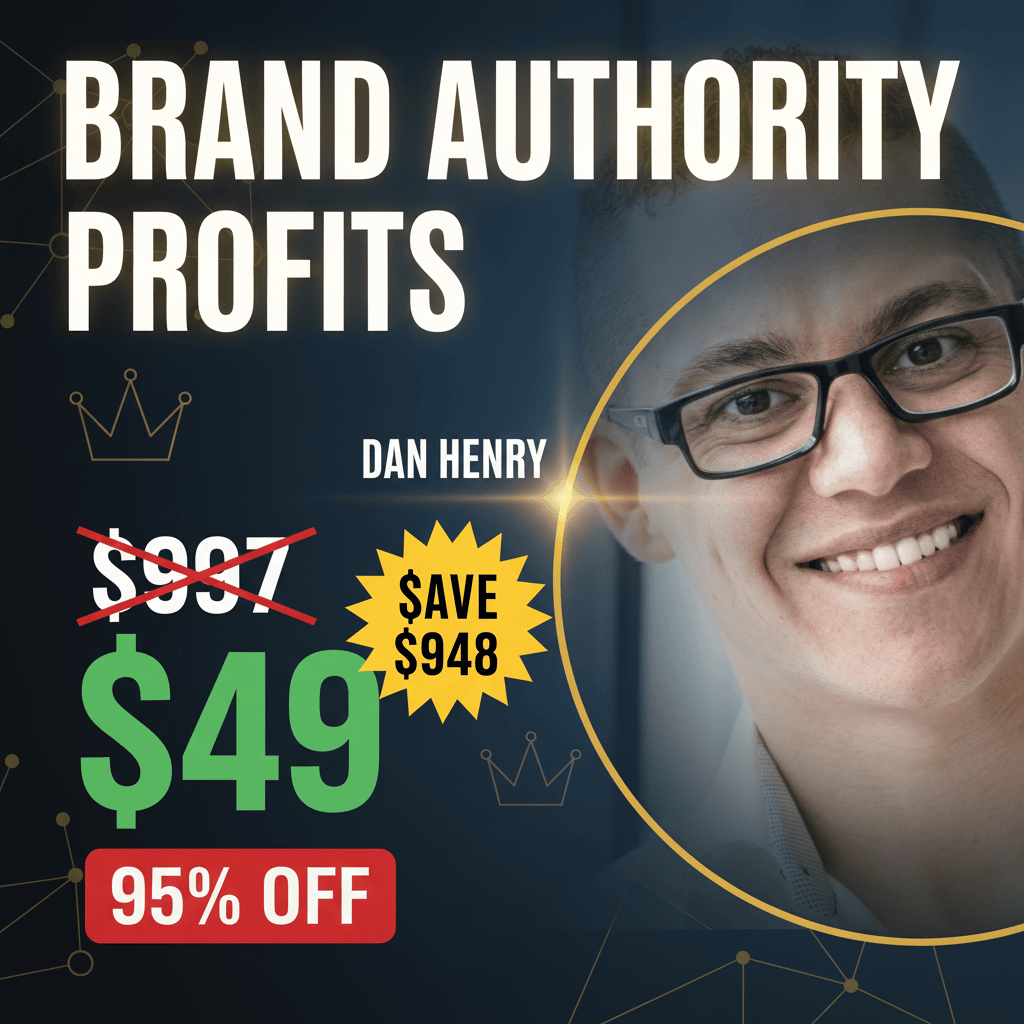 BRAND AUTHORITY
PROFITS
DAN HENRY
$997
$AVE
$948
$49
95% OFF